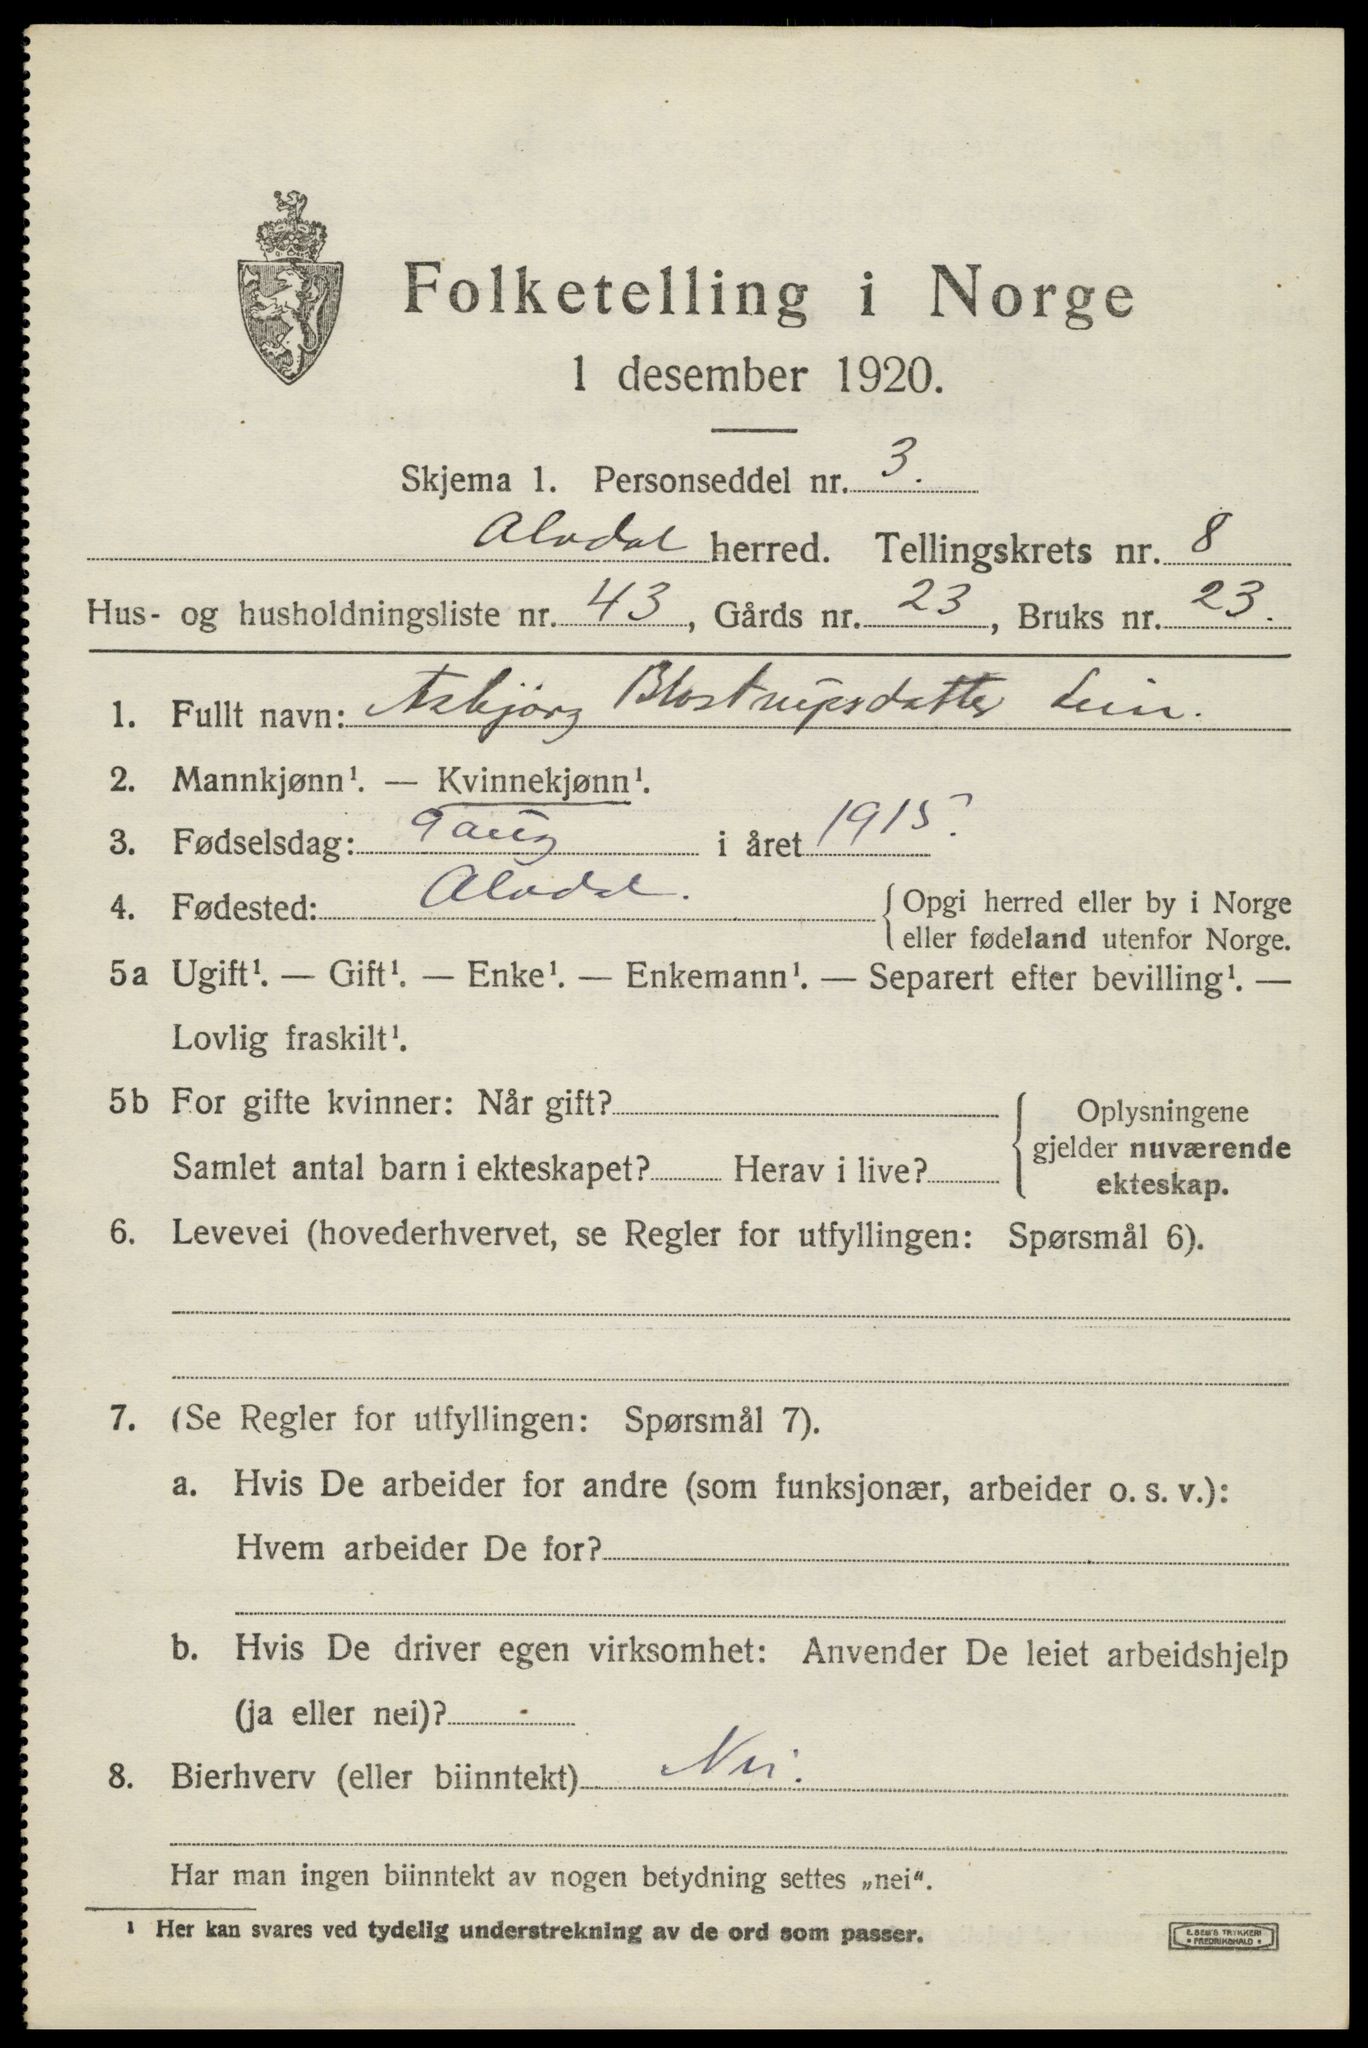 Folketelling i Norge
1 desember 1920.
Skjema 1. Personseddel nr. 3.
Alvdal herred. Tellingskrets nr. 8
Hus- og husholdningsliste nr. 43, Gårds nr. 23, Bruks nr. 23.
1. Fullt navn: Asbjørg Blostrupsdatter
2. Mannkjønn¹. — Kvinnekjønn¹.
3. Fødselsdag: 9 aug i året 1915
4. Fødested: Alvdal. { Opgi herred eller by i Norge
eller fødeland utenfor Norge.
5a Ugift¹. — Gift¹. — Enke¹. — Enkemann¹. — Separert efter bevilling¹. —
Lovlig fraskilt¹.
5b For gifte kvinner: Når gift?
Samlet antal barn i ekteskapet? Herav i live?
{ Oplysningene
gjelder nuværende
ekteskap.
6. Levevei (hovederhvervet, se Regler for utfyllingen: Spørsmål 6).
7. (Se Regler for utfyllingen: Spørsmål 7).
a. Hvis De arbeider for andre (som funksjonær, arbeider o. s. v.):
Hvem arbeider De for?
b. Hvis De driver egen virksomhet: Anvender De leiet arbeidshjelp
(ja eller nei)?
8. Bierhverv (eller biinntekt) Nei.
Har man ingen biinntekt av nogen betydning settes „nei“.
¹ Her kan svares ved tydelig understrekning av de ord som passer.
E. SEM'S TRYKKERI
• FREDRIKSHALD •